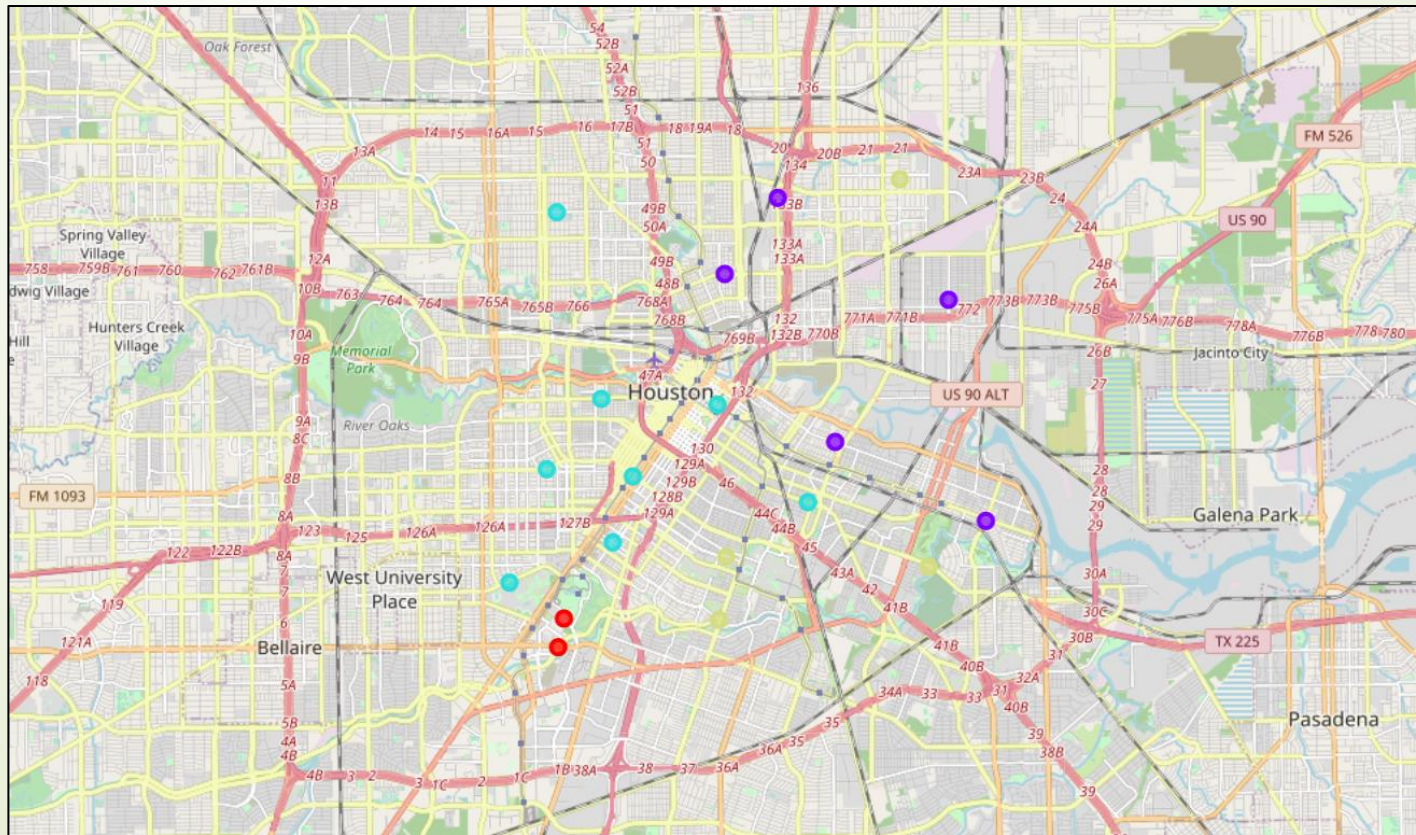 54
52B
Oak Forest
52A
52B
136
51
14 15 16A 15 16 17B 18 19A 18
FM 526
13A
51
20
20B 21 21
50
134
23A
23B
11
24
13B
49B
133B
50A
US 90
24A
Spring Valley
Village
12A
133A
133A
49B
24B
758 759B 761 760 762 761B
48B
26A
dwig Village
10B
763 764 764 765A 765B 766 768A
772 773B 773B 775B
771A 771B
132
775A 776B 778A 776B 778 780
Hunters Creek
Village
10A
768B
769B 132B 770B
Hill
Memorial
Park
9B
26B
Jacinto City
e
47A
Houston
132
27
US 90 ALT
9A
River Oaks
8C
130
129A
28
8B
129B
46
FM 1093
128B
28
8A
29
123 125 126A 126A 127B 129A
44C
44B
Galena Park
29
122 122B
8A
45
7
43A
30A
West University
Place
42
119
7
41B
30C
6
30B
TX 225
121A
Bellaire
41B
31
40B
32A
118
5A
34A 33 33 31
40B
5B
35
Pasadena
4A
39
4B
35
36A
38B
4B 3 2 3 1C 2 1C 1B 38A 38 37 36A
39